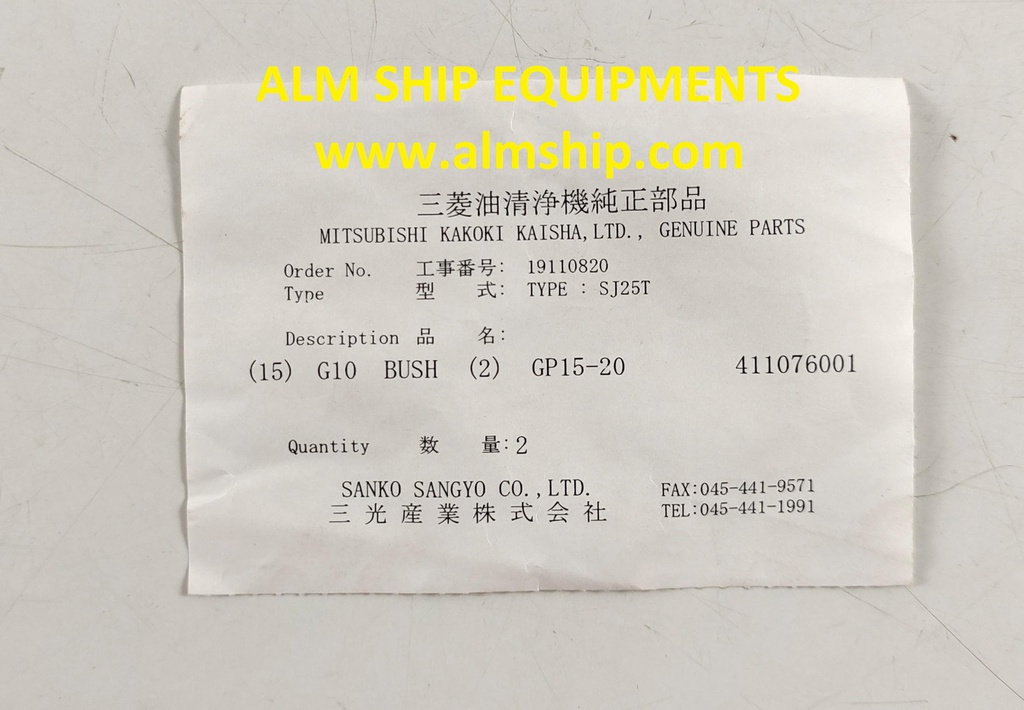 ALM SHIP EQUIPMENTS
www.almship.com
三菱油清浄機純正部品
MITSUBISHI KAKOKI KAISHA,LTD., GENUINE PARTS
Order No. 工事番号: 19110820
Type 型 式: TYPE : SJ25T
Description 品 名:
(15) G10 BUSH (2) GP15-20 411076001
Quantity 数 量: 2
SANKO SANGYO CO.,LTD. FAX:045-441-9571
三光産業株式会社 TEL:045-441-1991